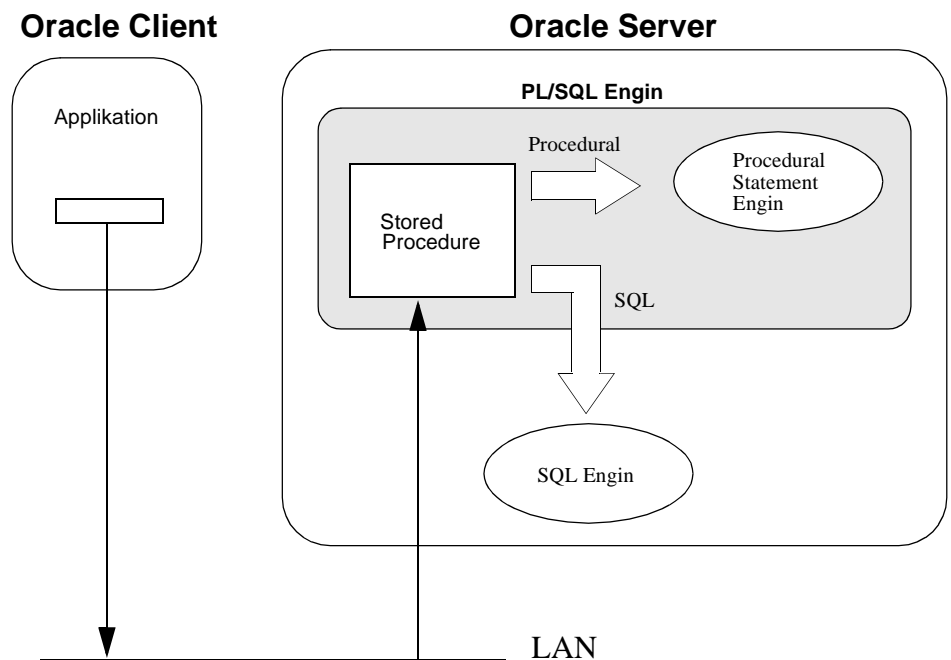 Oracle Client
Oracle Server
Applikation
PL/SQL Engin
Procedural
Procedural
Statement
Engin
Stored
Procedure
SQL
SQL Engin
LAN